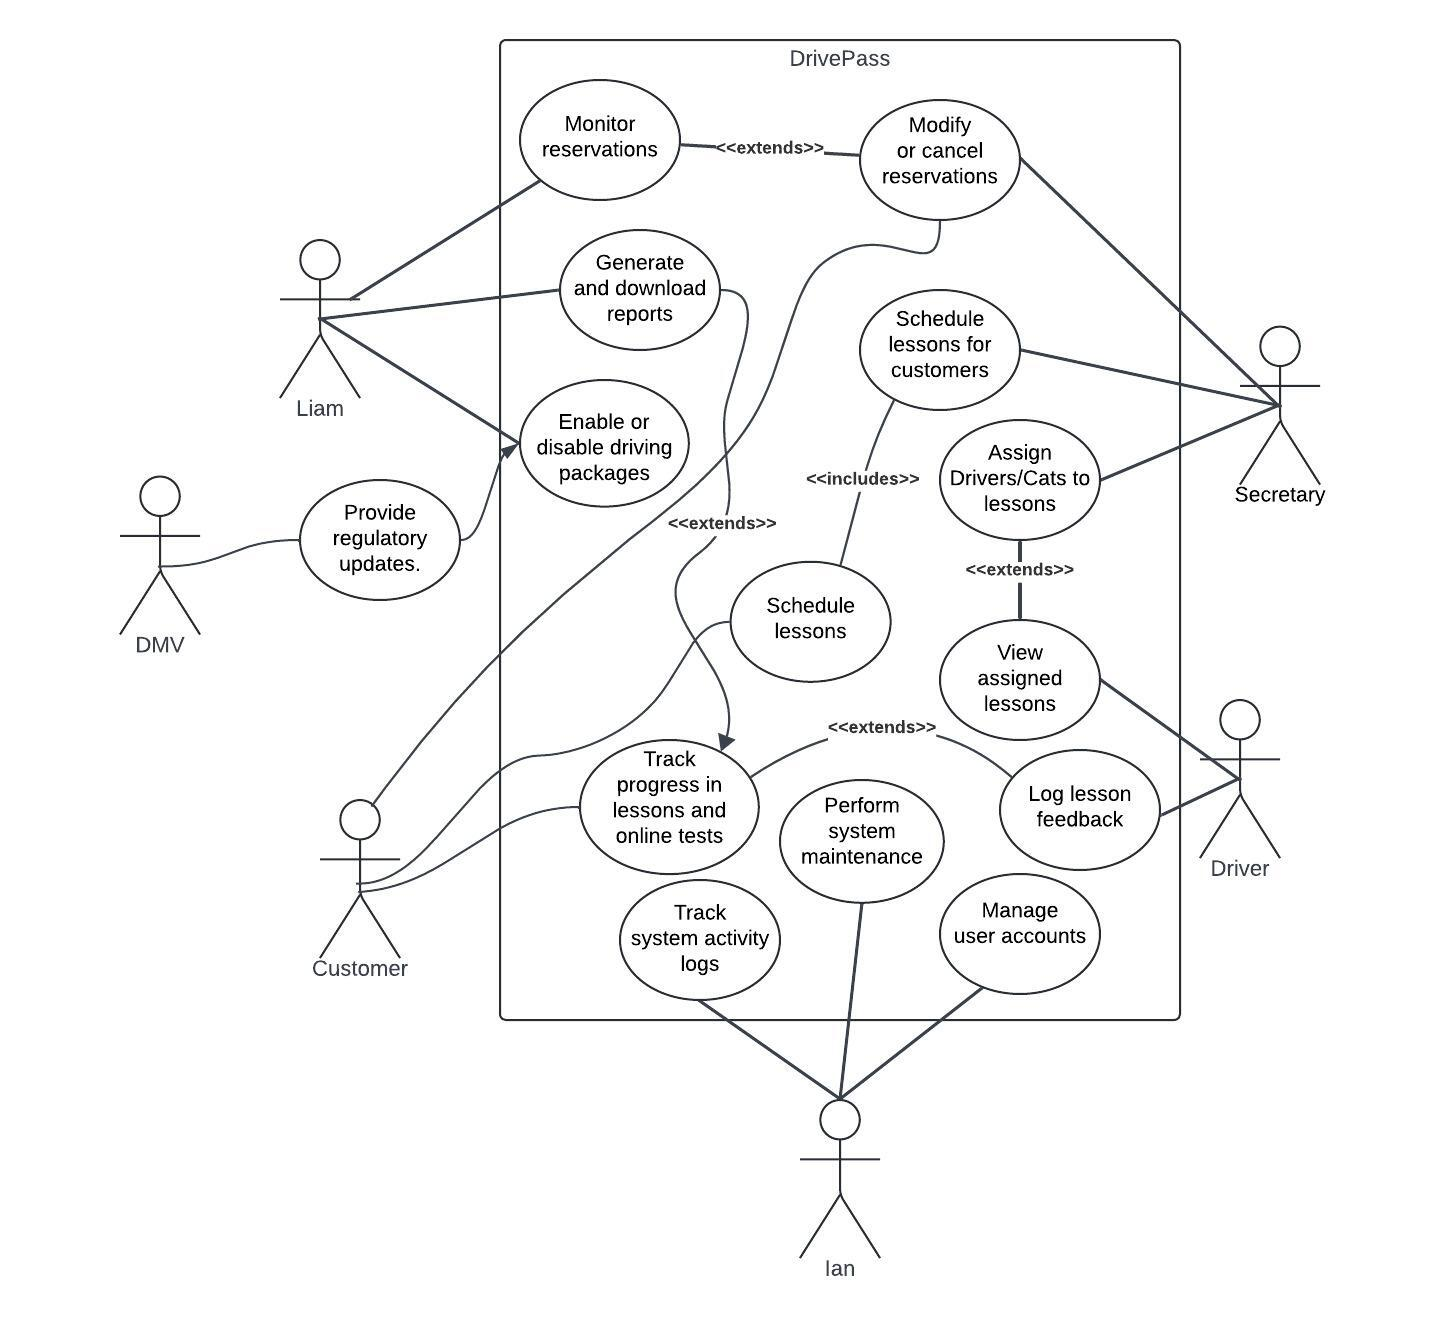 DrivePass
Monitor
reservations
<<extends>>
Modify
or cancel
reservations
Generate
and download
reports
Schedule
lessons for
customers
Liam
Enable or
disable driving
packages
Assign
Drivers/Cats to
lessons
Secretary
<<includes>>
Provide
regulatory
updates.
<<extends>>
<<extends>>
DMV
Schedule
lessons
View
assigned
lessons
<<extends>>
Track
progress in
lessons and
online tests
Perform
system
maintenance
Log lesson
feedback
Driver
Track
system activity
logs
Manage
user accounts
Customer
Ian